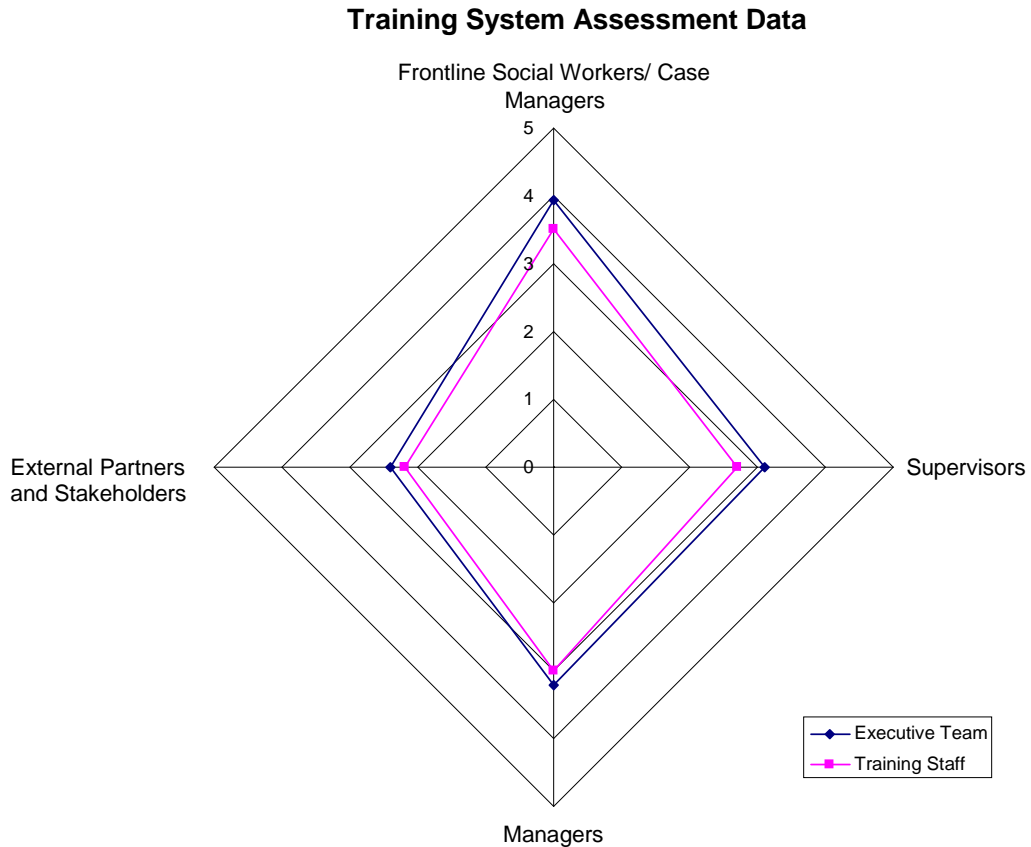 Training System Assessment Data
Frontline Social Workers/ Case
Managers
5
4
3
2
1
0
External Partners
and Stakeholders
Supervisors
Managers
Executive Team
Training Staff